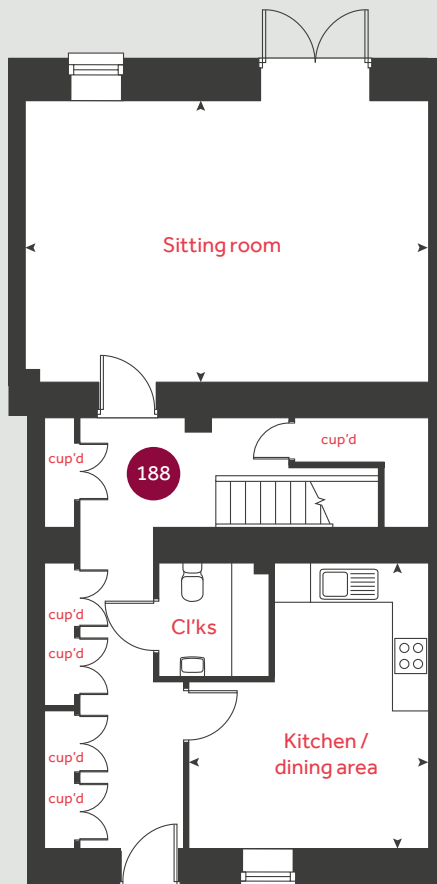 Sitting room
cup'd
cup'd
188
cup'd
Cl'ks
cup'd
Kitchen /
dining area
cup'd
cup'd